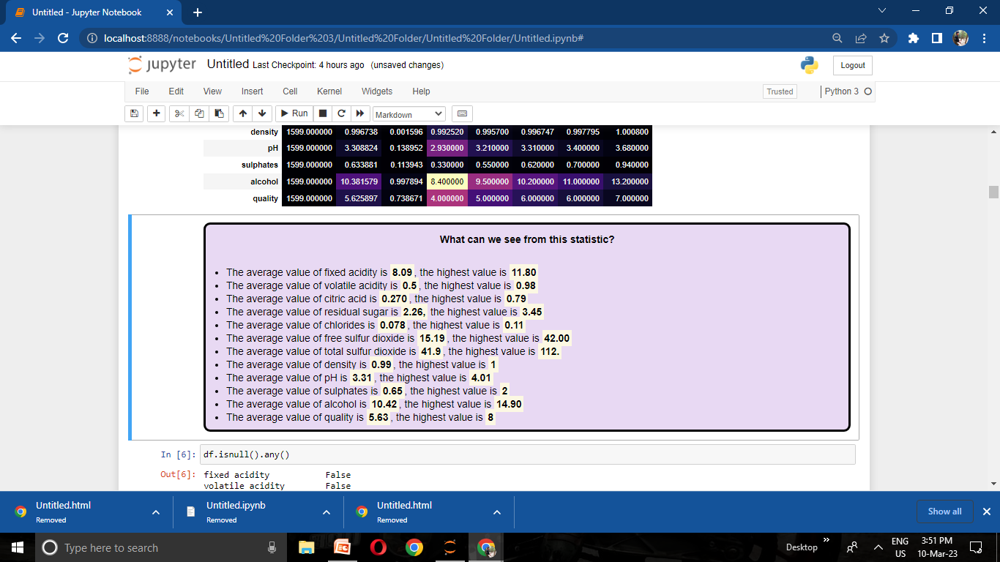 Untitled - Jupyter Notebook
localhost:8888/notebooks/Untitled%20Folder%203/Untitled%20Folder/Untitled%20Folder/Untitled.ipynb#
jupyter Untitled Last Checkpoint: 4 hours ago (unsaved changes) Logout
File Edit View Insert Cell Kernel Widgets Help Trusted Python 3
Run Markdown
density 1599.000000 0.996738 0.001596 0.992520 0.995700 0.996747 0.997795 1.000800
pH 1599.000000 3.308824 0.138952 2.930000 3.210000 3.310000 3.400000 3.680000
sulphates 1599.000000 0.633881 0.113943 0.330000 0.550000 0.620000 0.700000 0.940000
alcohol 1599.000000 10.381579 0.997894 8.400000 9.500000 10.200000 11.000000 13.200000
quality 1599.000000 5.625897 0.738671 4.000000 5.000000 6.000000 6.000000 7.000000
What can we see from this statistic?
• The average value of fixed acidity is 8.09, the highest value is 11.80
• The average value of volatile acidity is 0.5, the highest value is 0.98
• The average value of citric acid is 0.270, the highest value is 0.79
• The average value of residual sugar is 2.26, the highest value is 3.45
• The average value of chlorides is 0.078, the highest value is 0.11
• The average value of free sulfur dioxide is 15.19, the highest value is 42.00
• The average value of total sulfur dioxide is 41.9, the highest value is 112.
• The average value of density is 0.99, the highest value is 1
• The average value of pH is 3.31, the highest value is 4.01
• The average value of sulphates is 0.65, the highest value is 2
• The average value of alcohol is 10.42, the highest value is 14.90
• The average value of quality is 5.63, the highest value is 8
In [6]: df.isnull().any()
Out[6]: fixed acidity False
volatile acidity False
Untitled.html Untitled.ipynb Untitled.html Show all
Removed Removed Removed
Type here to search Desktop ENG 3:51 PM
US 10-Mar-23